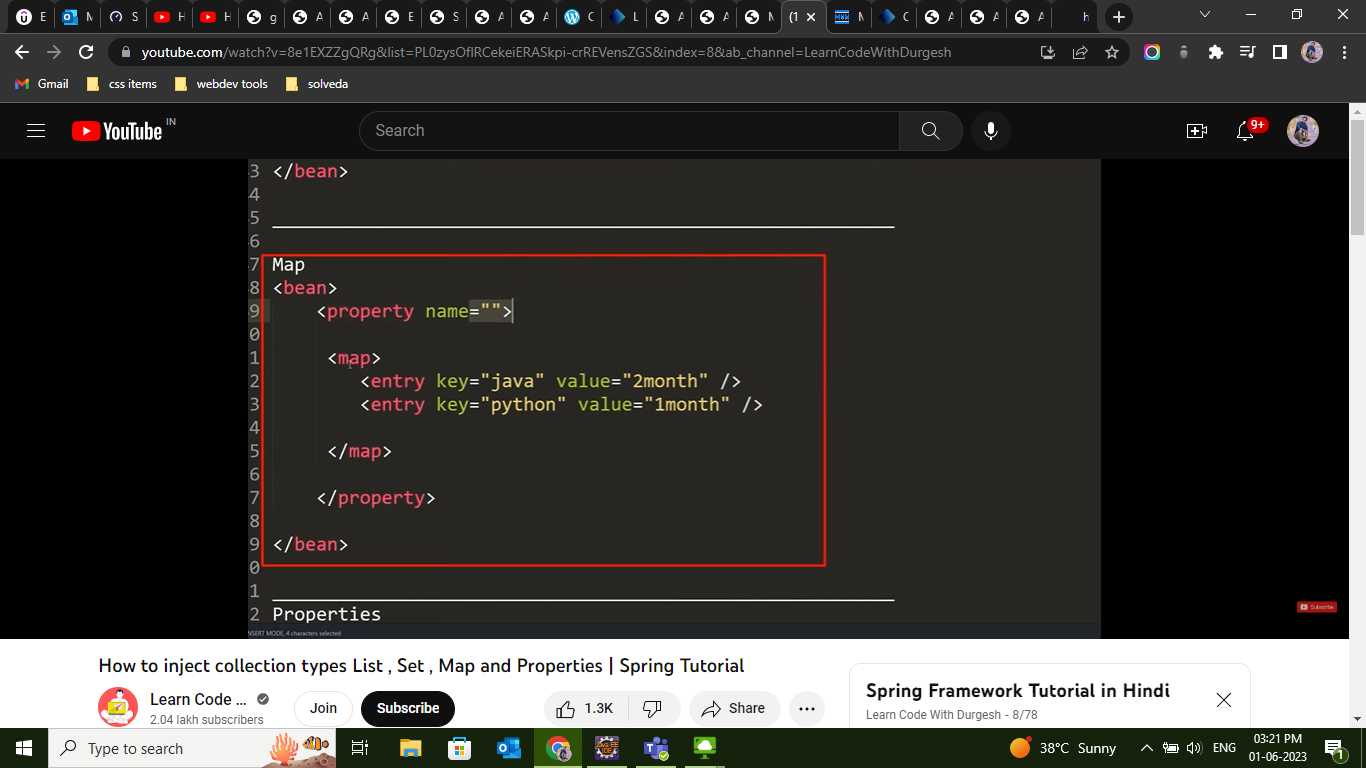 E
M
S
H
H
g
A
A
E
S
A
A
C
L
A
A
M
(1
M
C
A
A
A
h
youtube.com/watch?v=8e1EXZZgQRg&list=PL0zysOflRCekeiERASkpi-crREVensZGS&index=8&ab_channel=LearnCodeWithDurgesh
Gmail
css items
webdev tools
solveda
YouTube IN
Search
9+
3 </bean>
4
5
6
7 Map
8 <bean>
9 <property name="">
0
1 <map>
2 <entry key="java" value="2month" />
3 <entry key="python" value="1month" />
4
5 </map>
6
7 </property>
8
9 </bean>
0
1
2 Properties
NSERT MODE, 4 characters selected
Subscribe
How to inject collection types List , Set , Map and Properties | Spring Tutorial
Learn Code ...
2.04 lakh subscribers
Join
Subscribe
1.3K
Share
Spring Framework Tutorial in Hindi
Learn Code With Durgesh - 8/78
Type to search
38°C Sunny
ENG
03:21 PM
01-06-2023
1